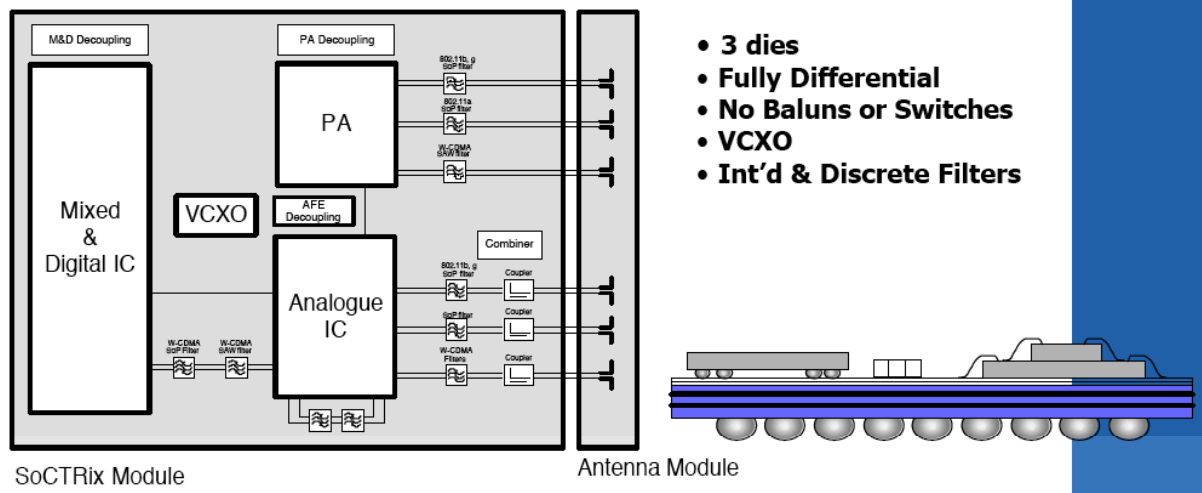 M&D Decoupling
PA Decoupling
802.11b, g
SoP filter
PA
802.11a
SoP filter
W-CDMA
SAW filter
Mixed
&
Digital IC
VCXO
AFE
Decoupling
Combiner
802.11b, g
SoP filter
Coupler
Analogue
IC
SoP filter
Coupler
W-CDMA
SoP Filter
W-CDMA
SAW filter
W-CDMA
Filters
Coupler
SoCTRix Module
Antenna Module
• 3 dies
• Fully Differential
• No Baluns or Switches
• VCXO
• Int’d & Discrete Filters